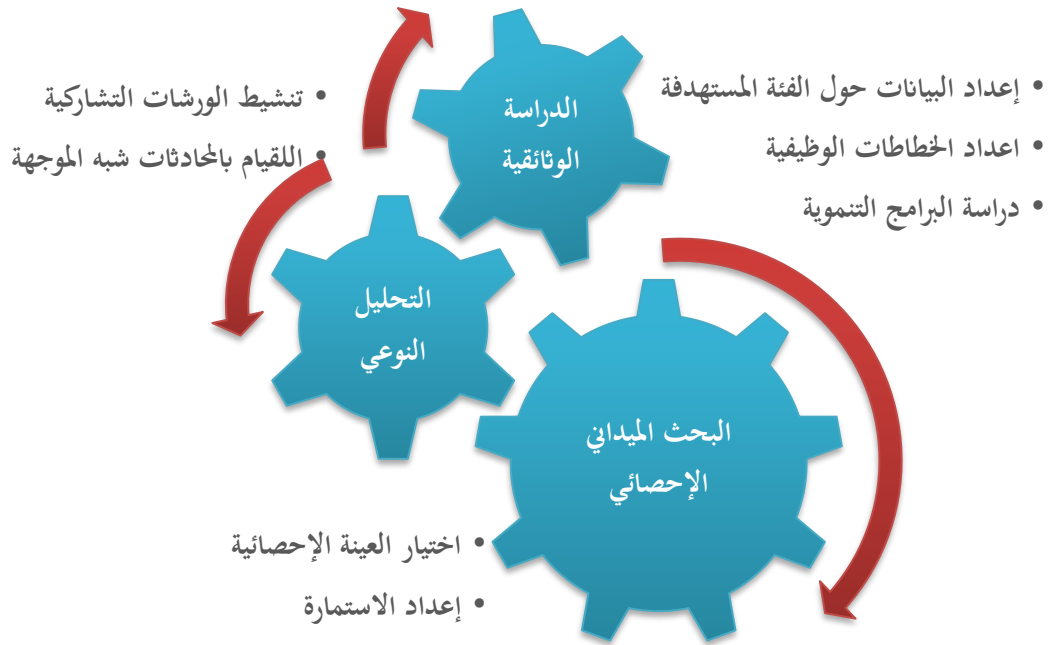 الدراسة
الوثائقية
• إعداد البيانات حول الفئة المستهدفة
• اعداد الخطاطات الوظيفية
• دراسة البرامج التنموية
• تنشيط الورشات التشاركية
• اللقيام بالمحادثات شبه الموجهة
التحليل
النوعي
البحث الميداني
الإحصائي
• اختيار العينة الإحصائية
• إعداد الاستمارة